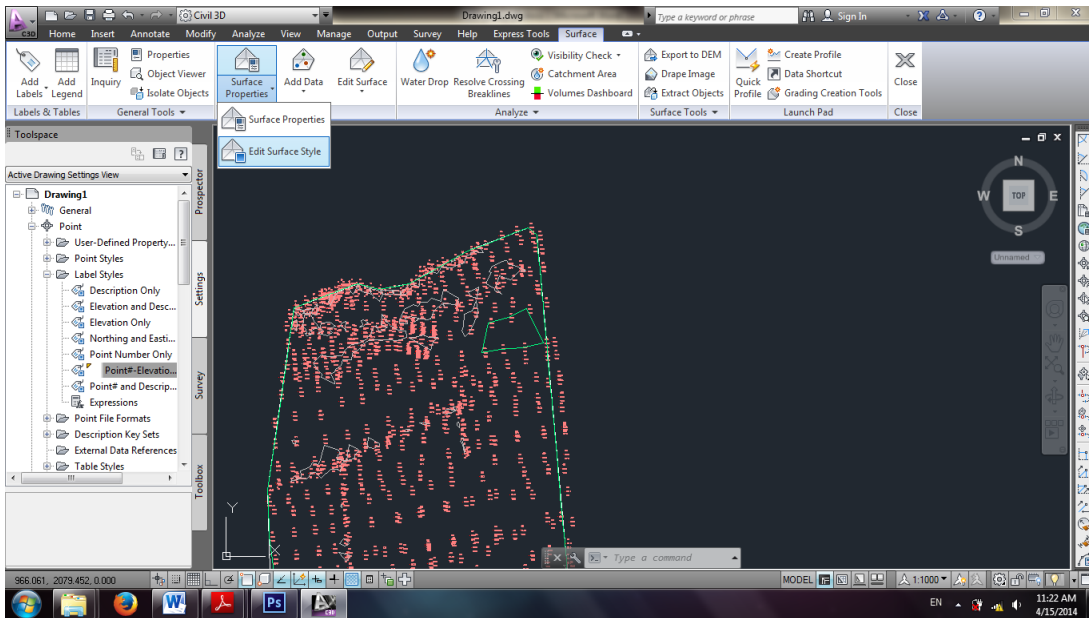 Civil 3D
Drawing1.dwg
Type a keyword or phrase
Sign In
C3D
Home Insert Annotate Modify Analyze View Manage Output Survey Help Express Tools Surface
Add Labels
Add Legend
Inquiry
Properties
Object Viewer
Isolate Objects
Surface Properties
Add Data
Edit Surface
Water Drop
Resolve Crossing Breaklines
Visibility Check
Catchment Area
Volumes Dashboard
Export to DEM
Drape Image
Extract Objects
Quick Profile
Create Profile
Data Shortcut
Grading Creation Tools
Close
Labels & Tables
General Tools
Analyze
Surface Tools
Launch Pad
Close
Surface Properties
Edit Surface Style
Toolspace
Active Drawing Settings View
Drawing1
General
Point
User-Defined Property...
Point Styles
Label Styles
Description Only
Elevation and Desc...
Elevation Only
Northing and Easti...
Point Number Only
Point#-Elevatio...
Point# and Descrip...
Expressions
Point File Formats
Description Key Sets
External Data References
Table Styles
Prospector
Settings
Survey
Toolbox
N
W TOP E
S
Unnamed
Y
X
Type a command
966.061, 2079.452, 0.000
MODEL
1:1000
Ps
EN
11:22 AM
4/15/2014